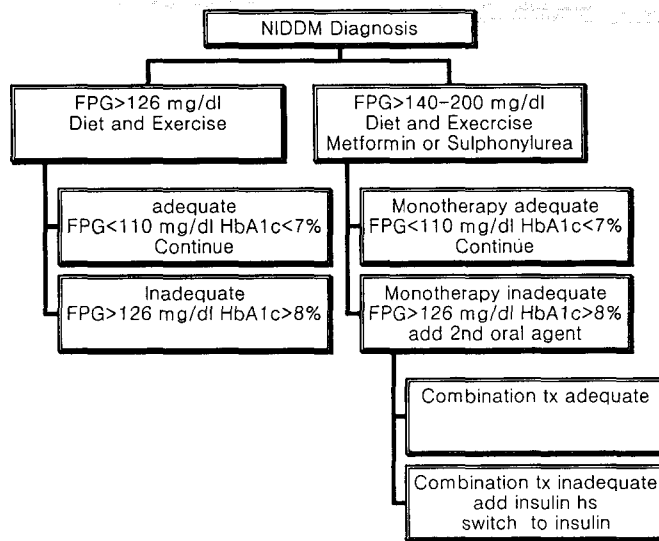 NIDDM Diagnosis
FPG>126 mg/dl
Diet and Exercise
FPG>140-200 mg/dl
Diet and Execrcise
Metformin or Sulphonylurea
adequate
FPG<110 mg/dl HbA1c<7%
Continue
Inadequate
FPG>126 mg/dl HbA1c>8%
Monotherapy adequate
FPG<110 mg/dl HbA1c<7%
Continue
Monotherapy inadequate
FPG>126 mg/dl HbA1c>8%
add 2nd oral agent
Combination tx adequate
Combination tx inadequate
add insulin hs
switch to insulin